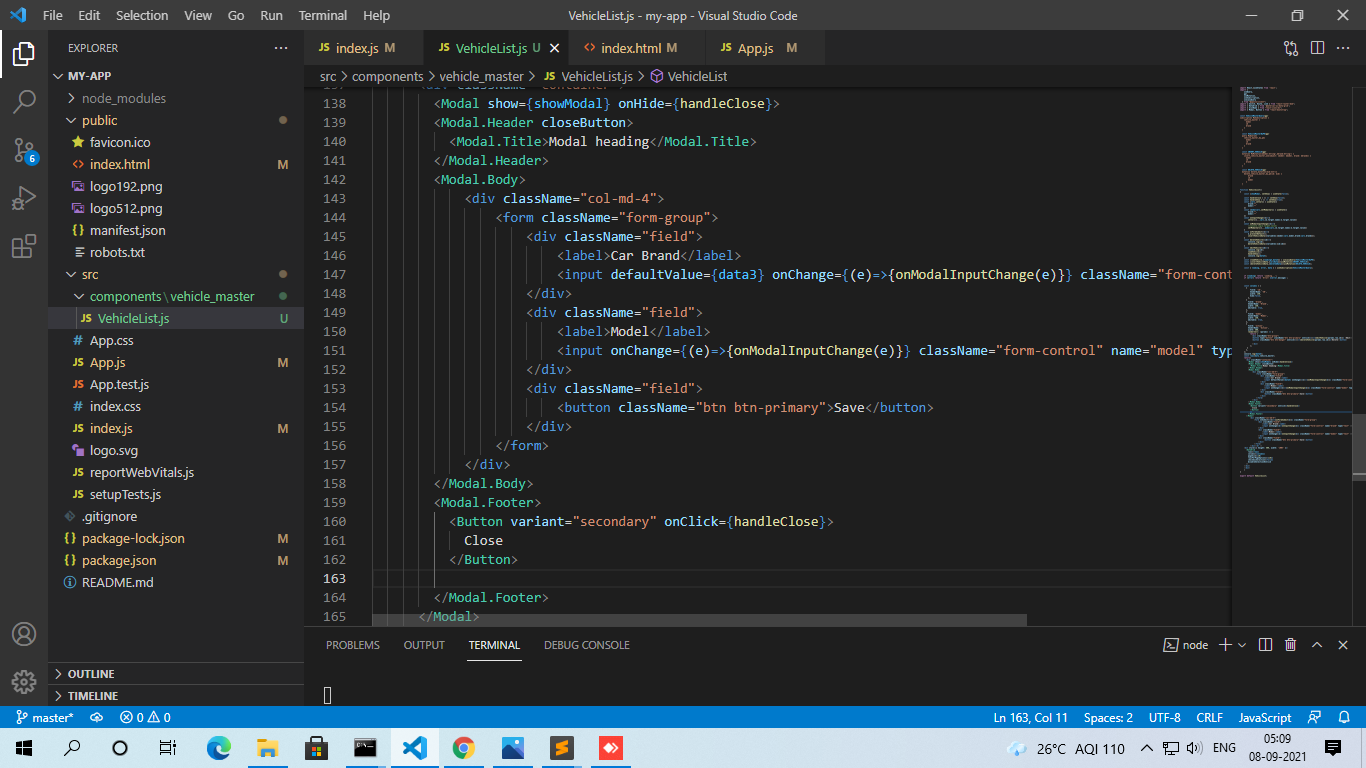 File Edit Selection View Go Run Terminal Help
VehicleList.js - my-app - Visual Studio Code
EXPLORER
MY-APP
node_modules
public
favicon.ico
index.html M
logo192.png
logo512.png
manifest.json
robots.txt
src
components\vehicle_master
JS VehicleList.js U
# App.css
JS App.js M
JS App.test.js
# index.css
JS index.js M
logo.svg
JS reportWebVitals.js
JS setupTests.js
.gitignore
{} package-lock.json M
{} package.json M
README.md
OUTLINE
TIMELINE
JS index.js M JS VehicleList.js U <> index.html M JS App.js M
src > components > vehicle_master > JS VehicleList.js > VehicleList
137 <div className="container">
138 <Modal show={showModal} onHide={handleClose}>
139 <Modal.Header closeButton>
140 <Modal.Title>Modal heading</Modal.Title>
141 </Modal.Header>
142 <Modal.Body>
143 <div className="col-md-4">
144 <form className="form-group">
145 <div className="field">
146 <label>Car Brand</label>
147 <input defaultValue={data3} onChange={(e)=>{onModalInputChange(e)}} className="form-cont
148 </div>
149 <div className="field">
150 <label>Model</label>
151 <input onChange={(e)=>{onModalInputChange(e)}} className="form-control" name="model" typ
152 </div>
153 <div className="field">
154 <button className="btn btn-primary">Save</button>
155 </div>
156 </form>
157 </div>
158 </Modal.Body>
159 <Modal.Footer>
160 <Button variant="secondary" onClick={handleClose}>
161 Close
162 </Button>
163
164 </Modal.Footer>
165 </Modal>
PROBLEMS OUTPUT TERMINAL DEBUG CONSOLE
node
6
master* 0 0
Ln 163, Col 11 Spaces: 2 UTF-8 CRLF JavaScript
26°C AQI 110 ENG
05:09
08-09-2021